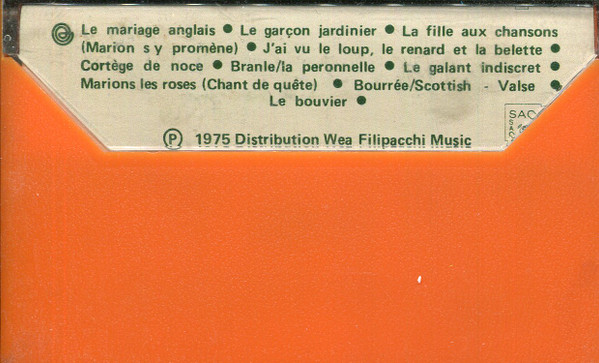 Le mariage anglais ● Le garçon jardinier ● La fille aux chansons
(Marion s y promène) ● J'ai vu le loup, le renard et la belette ●
Cortège de noce ● Branle/la peronnelle ● Le galant indiscret ●
Marions les roses (Chant de quête) ● Bourrée/Scottish - Valse ●
Le bouvier ●
Ⓟ 1975 Distribution Wea Filipacchi Music
SAC